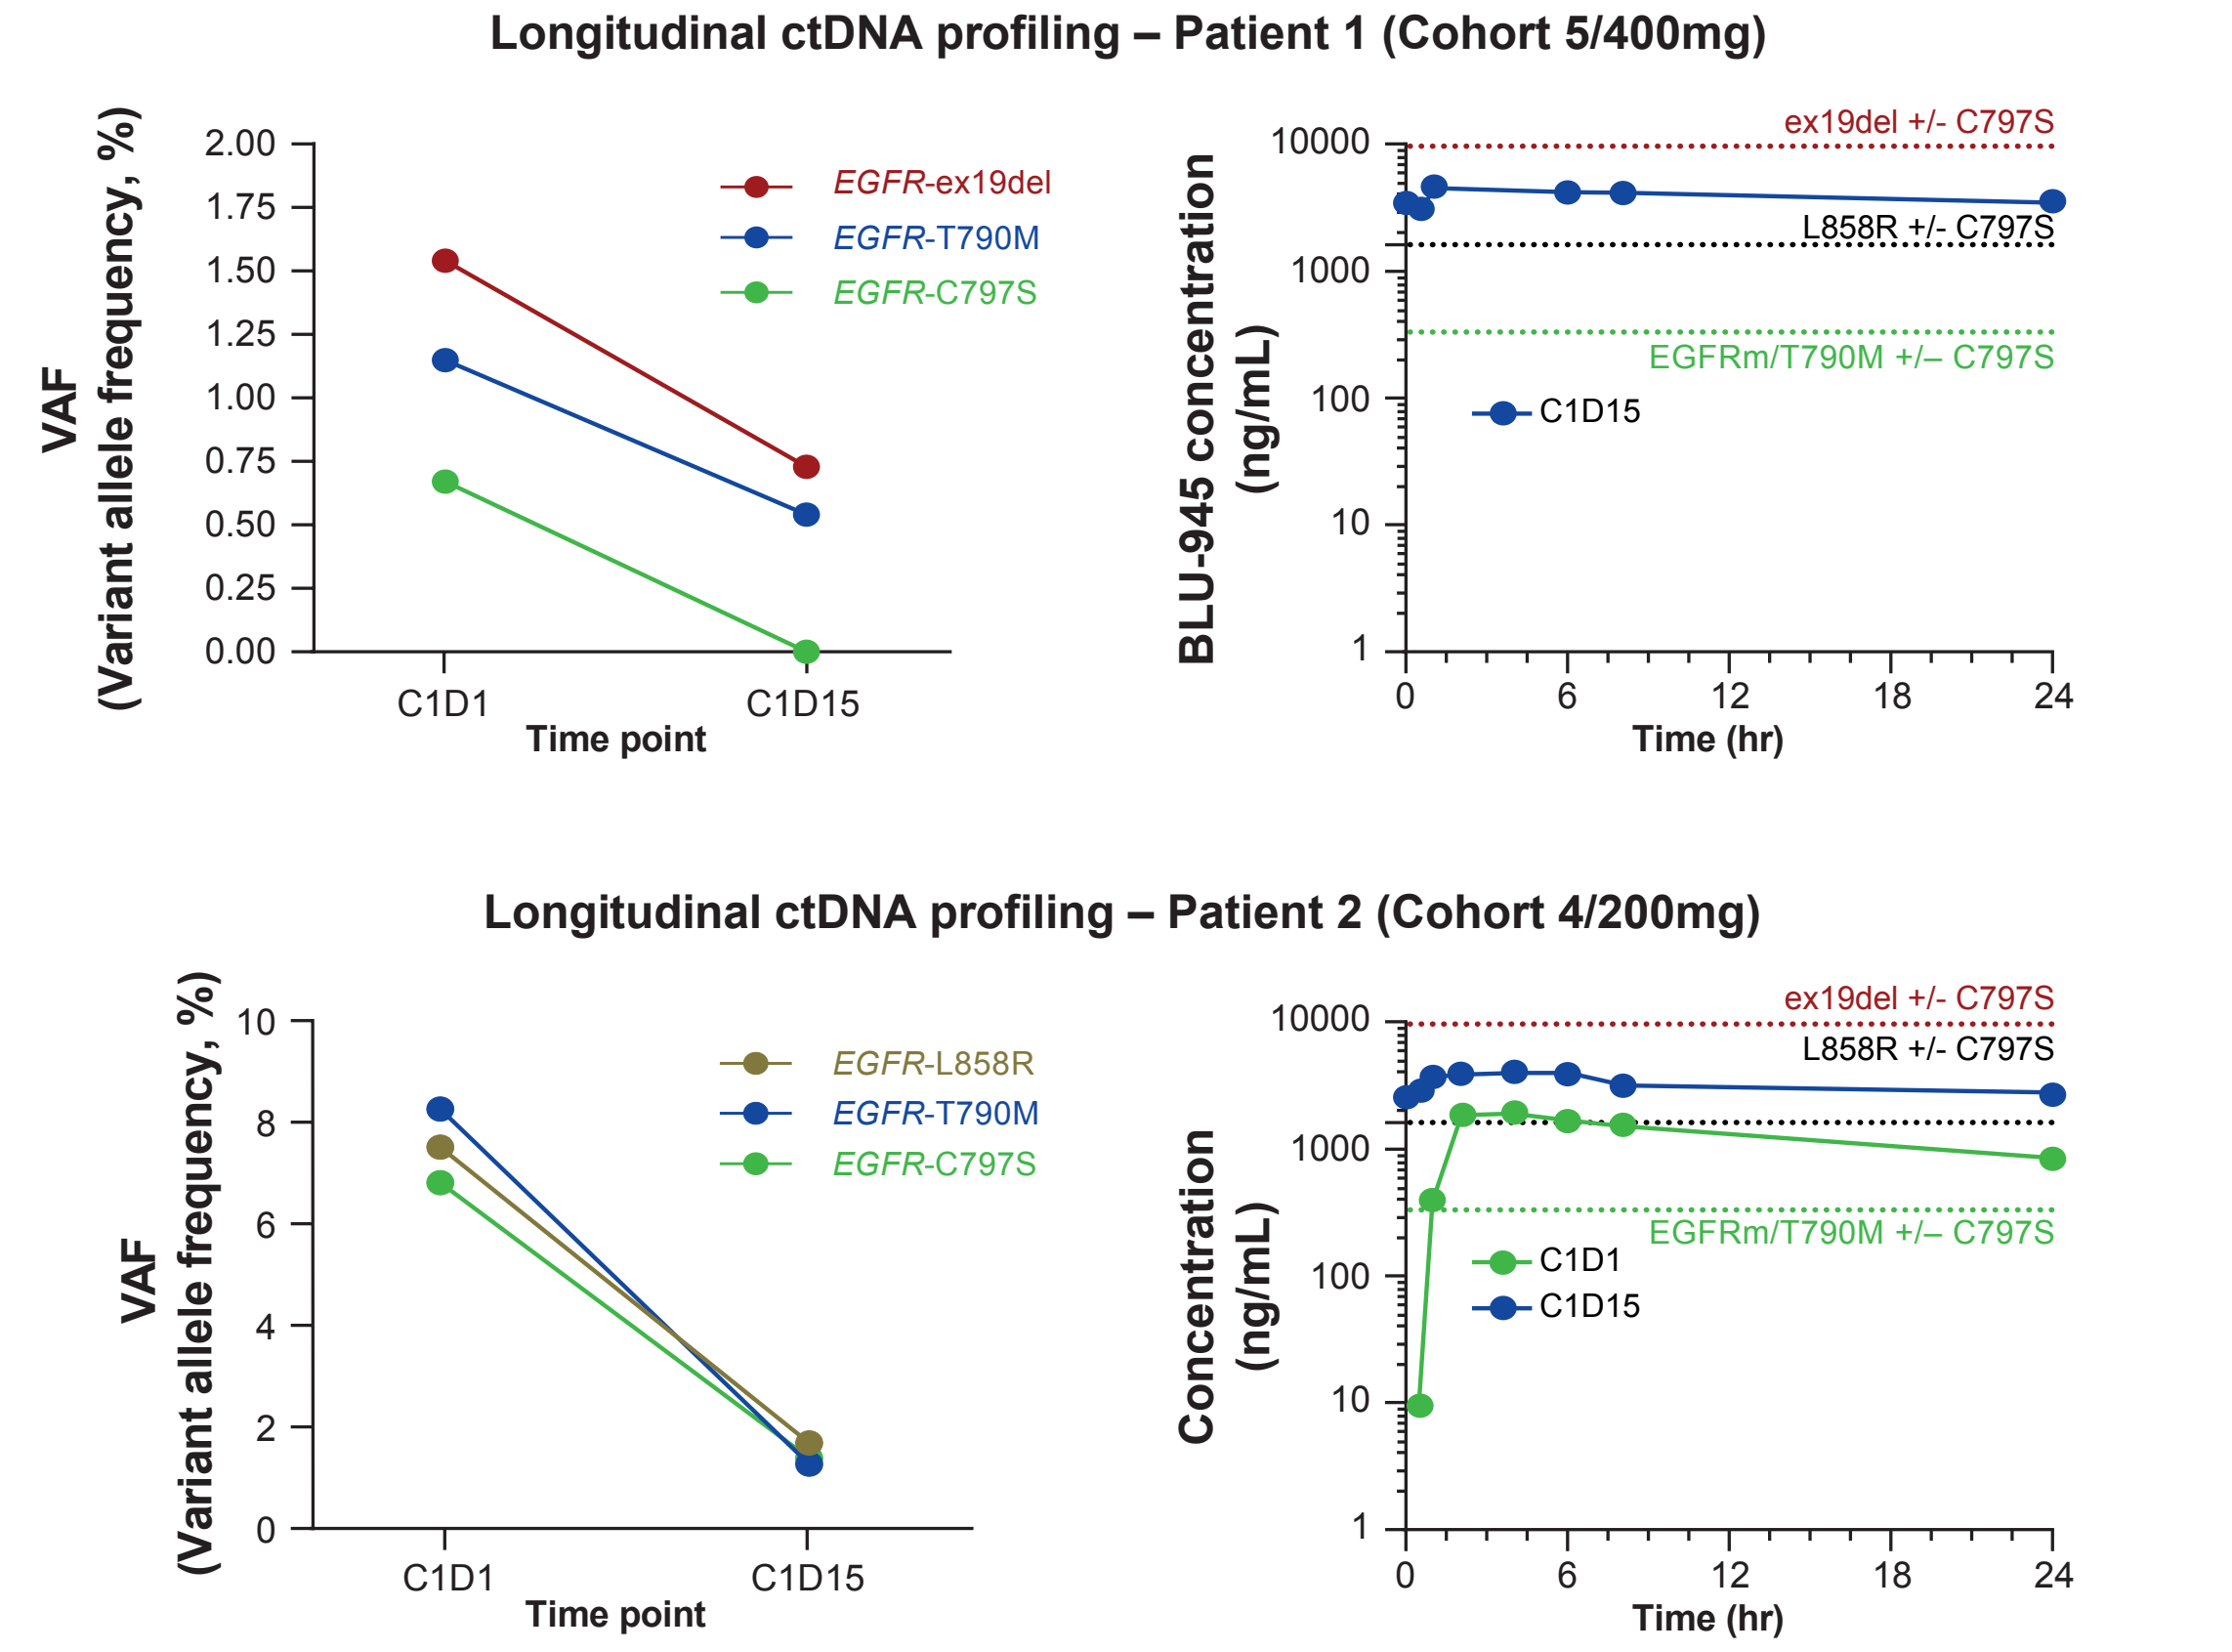 Longitudinal ctDNA profiling – Patient 1 (Cohort 5/400mg)
VAF
(Variant allele frequency, %)
2.00
1.75
1.50
1.25
1.00
0.75
0.50
0.25
0.00
EGFR-ex19del
EGFR-T790M
EGFR-C797S
C1D1
C1D15
Time point
BLU-945 concentration
(ng/mL)
10000
1000
100
10
1
ex19del +/- C797S
L858R +/- C797S
EGFRm/T790M +/– C797S
C1D15
0
6
12
18
24
Time (hr)
Longitudinal ctDNA profiling – Patient 2 (Cohort 4/200mg)
VAF
(Variant allele frequency, %)
10
8
6
4
2
0
EGFR-L858R
EGFR-T790M
EGFR-C797S
C1D1
C1D15
Time point
Concentration
(ng/mL)
10000
1000
100
10
1
ex19del +/- C797S
L858R +/- C797S
EGFRm/T790M +/– C797S
C1D1
C1D15
0
6
12
18
24
Time (hr)